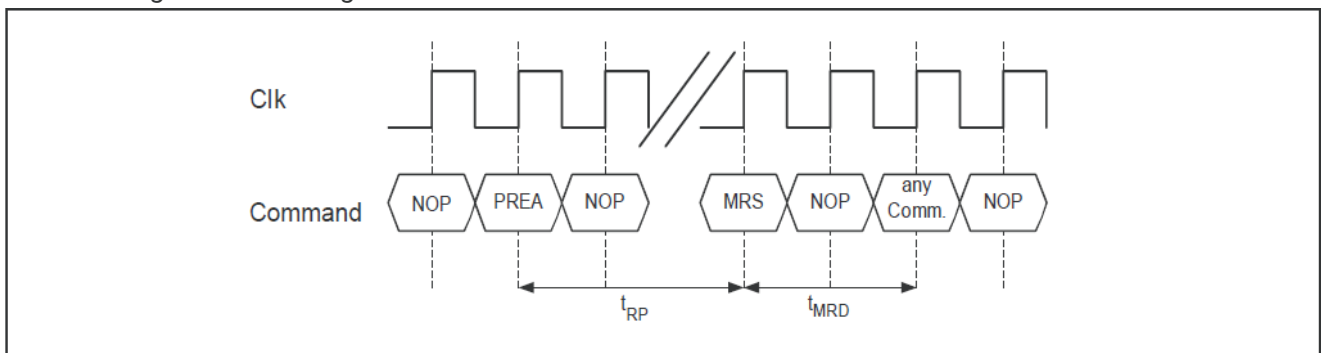 Clk
Command
NOP
PREA
NOP
MRS
NOP
any
Comm.
NOP
tRP
tMRD